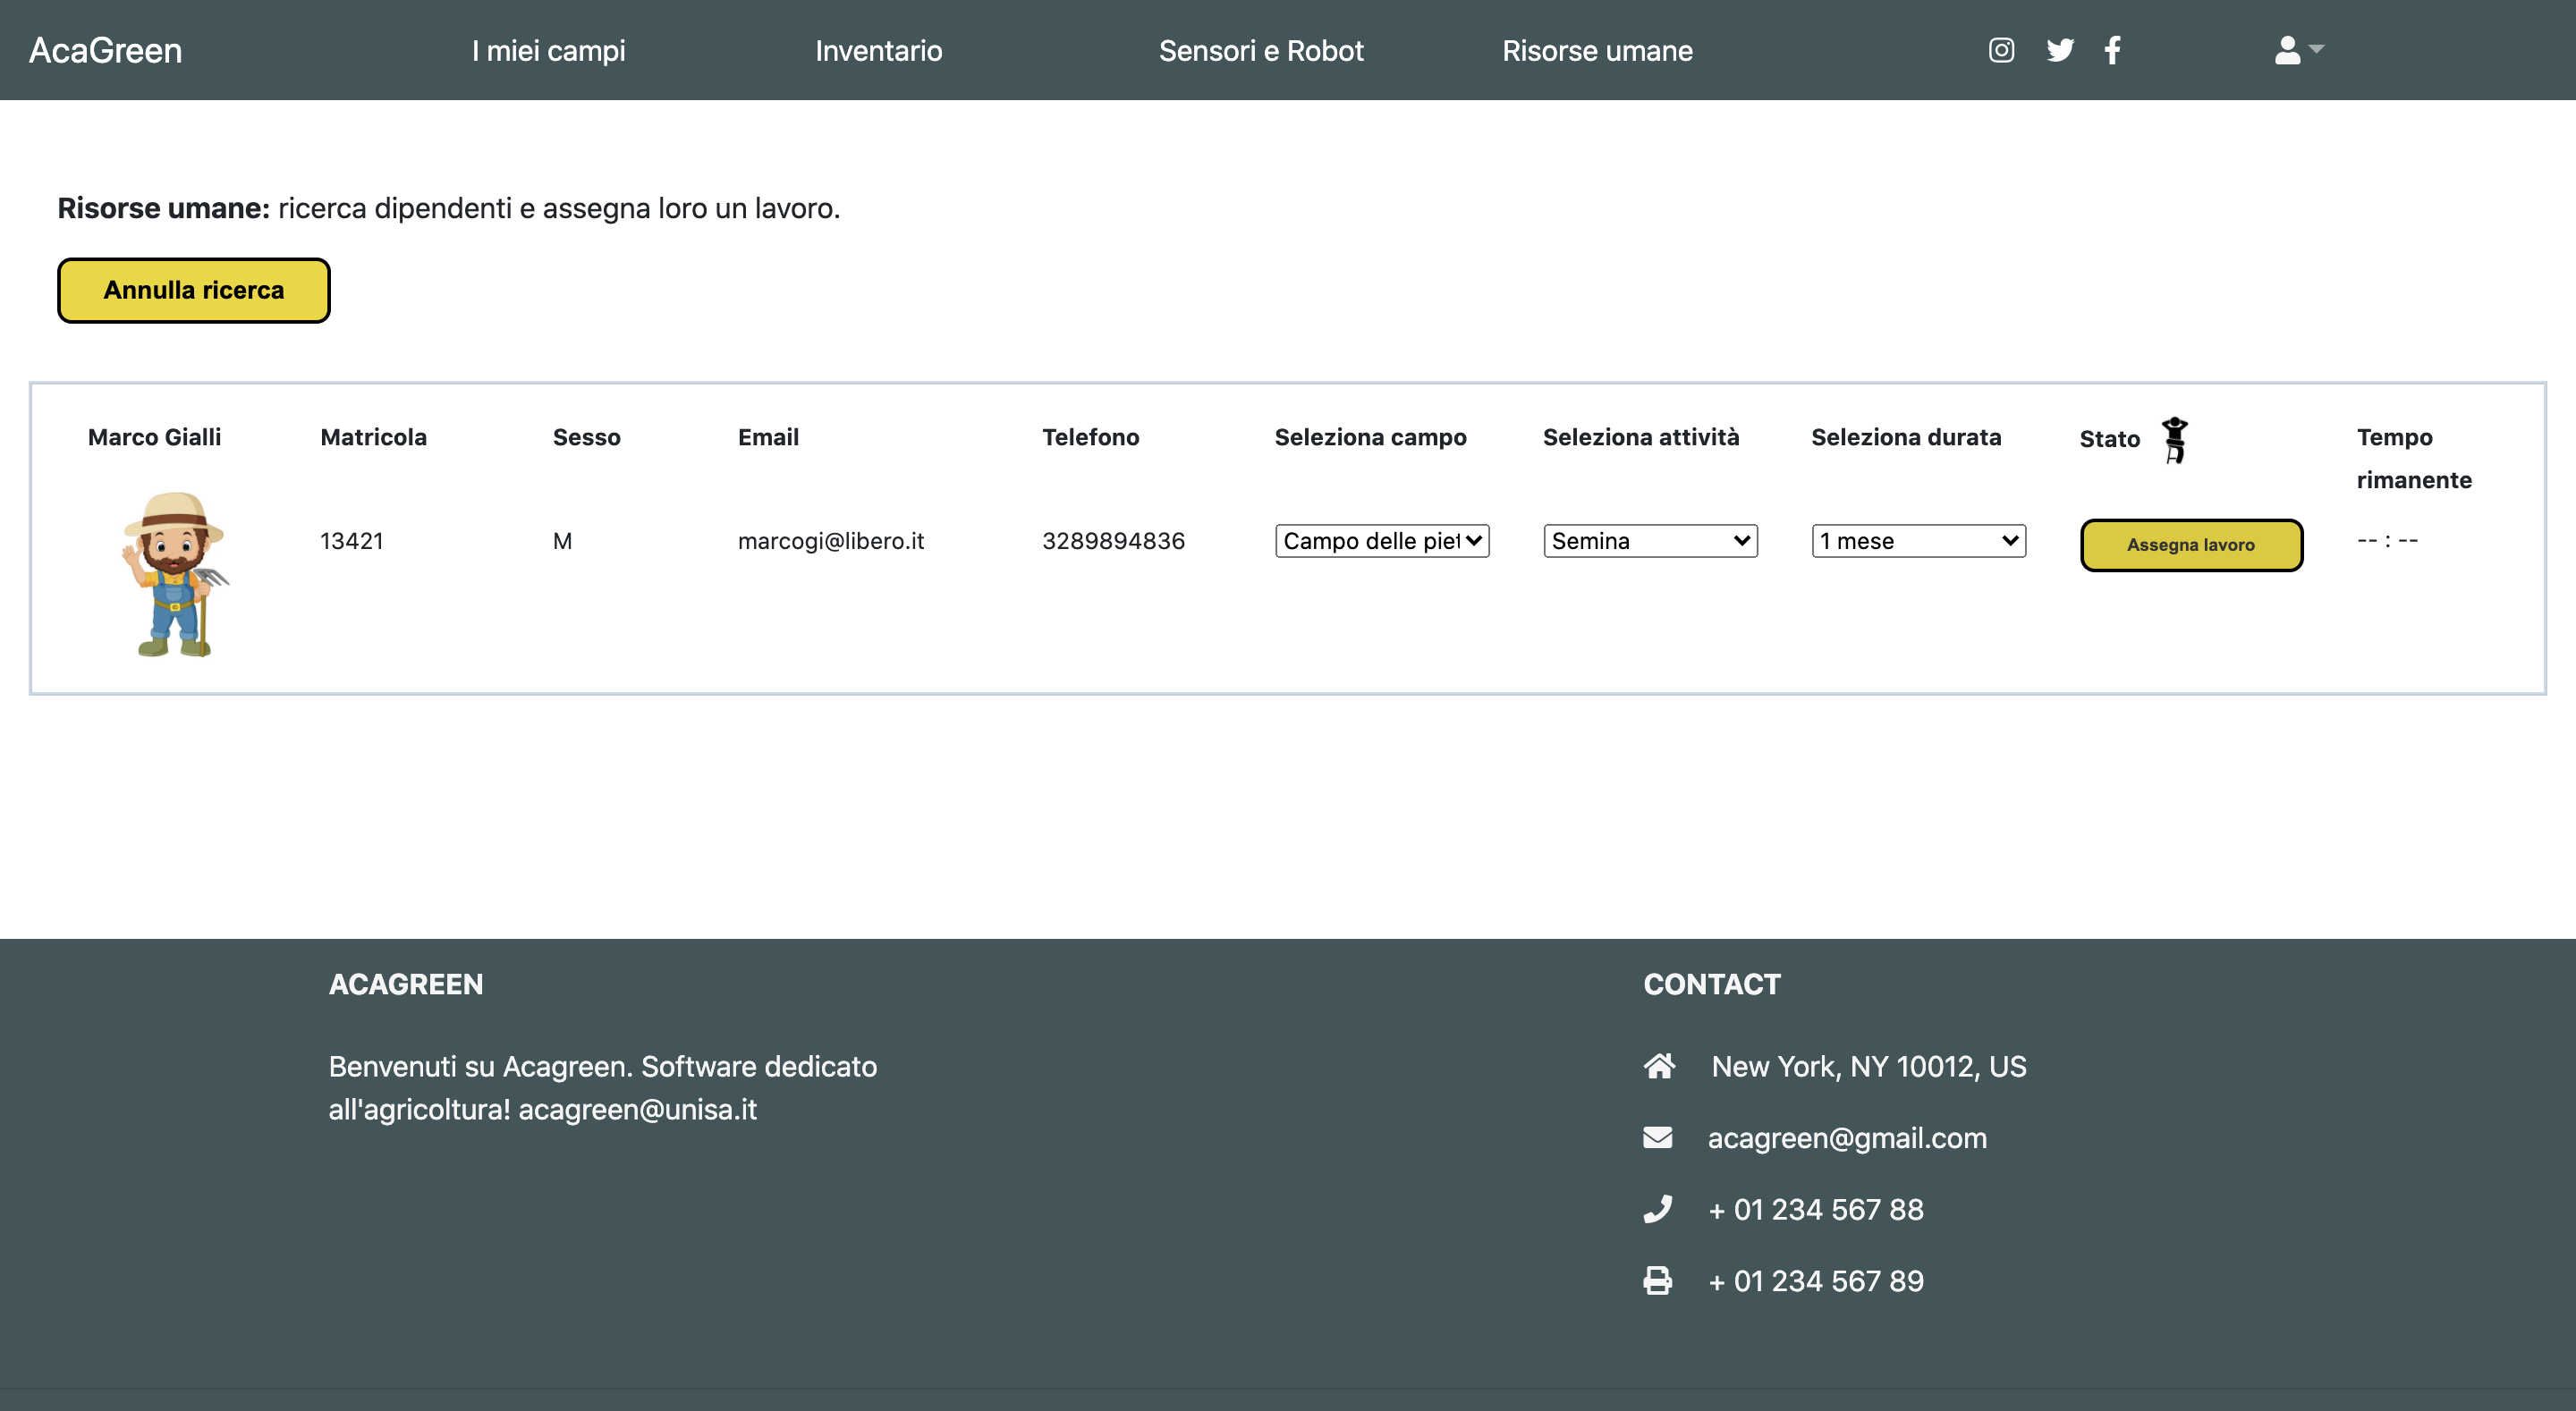 AcaGreen I miei campi Inventario Sensori e Robot Risorse umane
Risorse umane: ricerca dipendenti e assegna loro un lavoro.
Annulla ricerca
Marco Gialli Matricola Sesso Email Telefono Seleziona campo Seleziona attività Seleziona durata Stato Tempo
rimanente
13421 M marcogi@libero.it 3289894836 Campo delle Semina 1 mese Assegna lavoro -- : --
ACAGREEN
Benvenuti su Acagreen. Software dedicato
all'agricoltura! acagreen@unisa.it
CONTACT
New York, NY 10012, US
acagreen@gmail.com
+ 01 234 567 88
+ 01 234 567 89